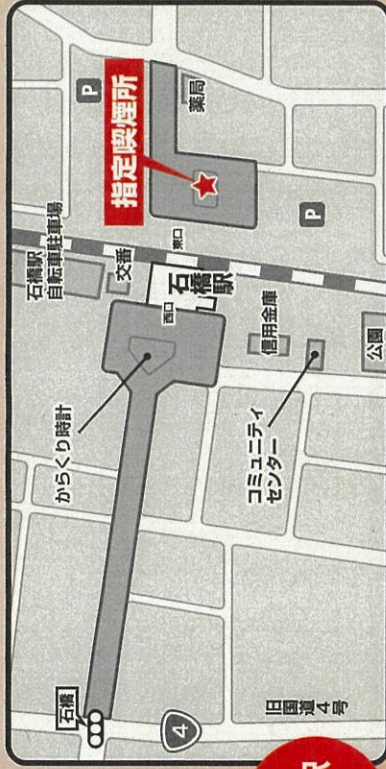 P
指定喫煙所
薬局
石橋駅
自転車駐車場
交番
東口
石橋駅
西口
P
からくり時計
信用金庫
コミュニティ
センター
公園
石橋
4
旧国道4号
駅